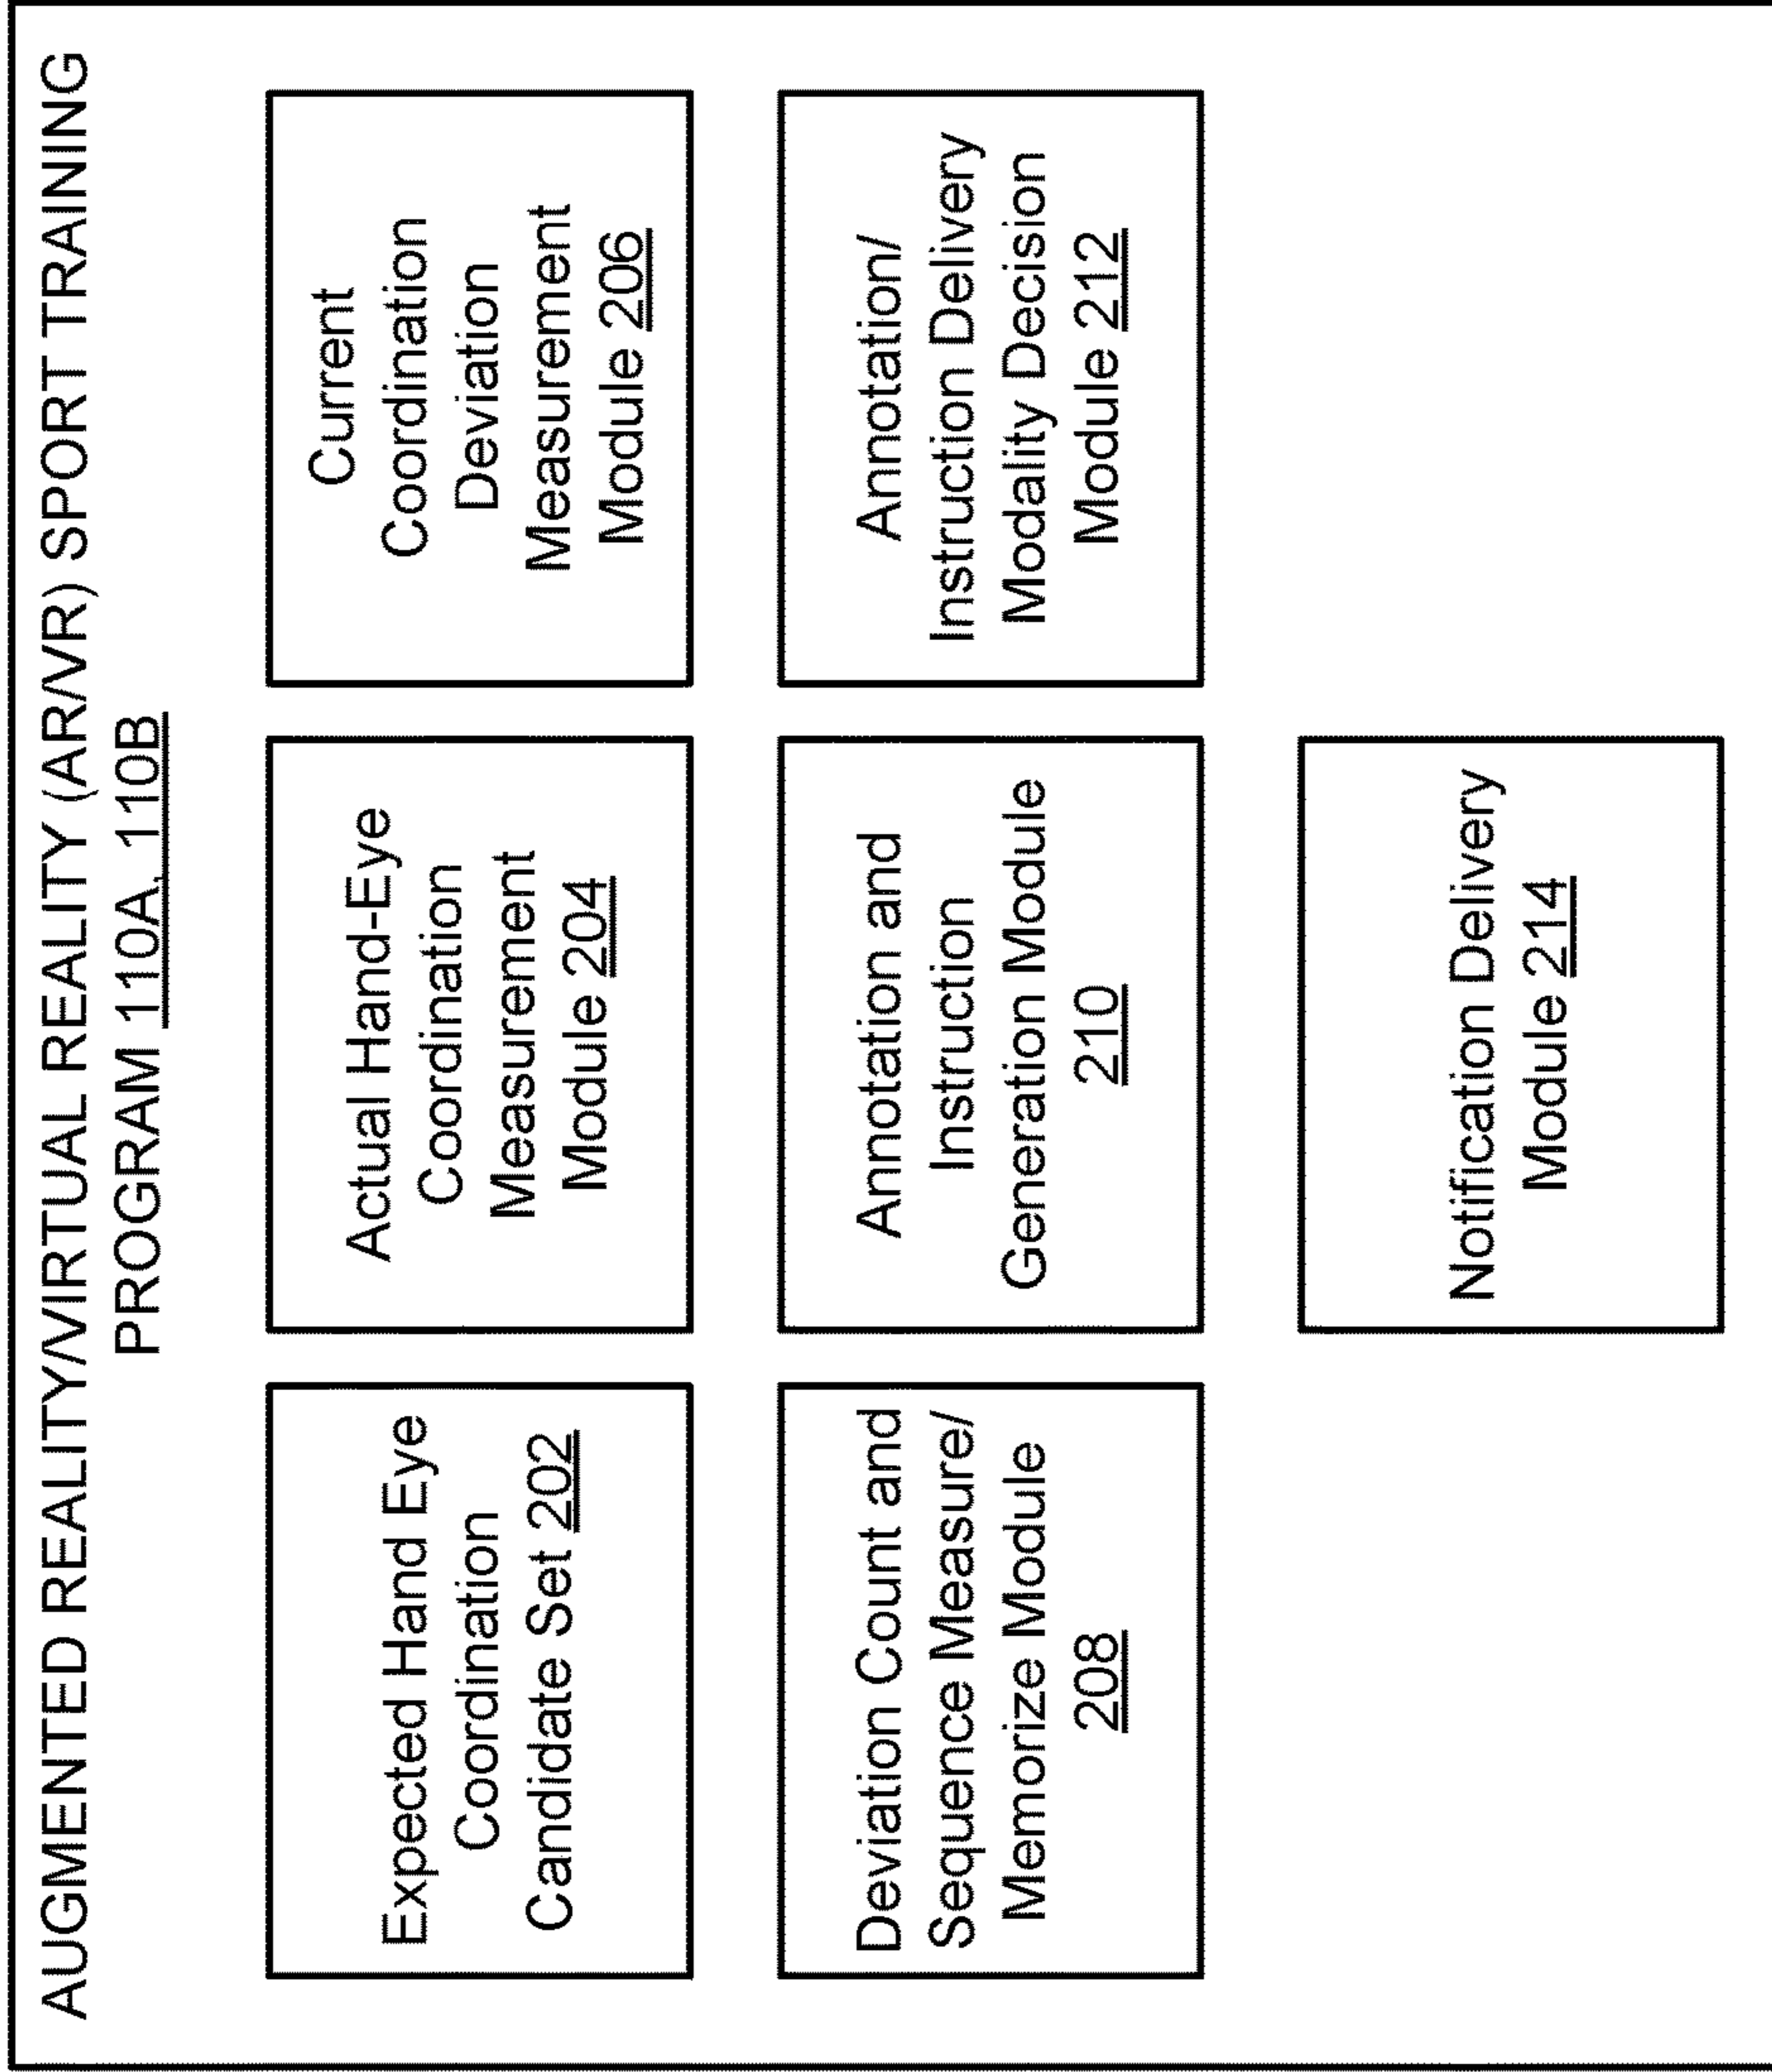 AUGMENTED REALITY/VIRTUAL REALITY (AR/VR) SPORT TRAINING
PROGRAM 110A, 110B
Expected Hand Eye
Coordination
Candidate Set 202
Actual Hand-Eye
Coordination
Measurement
Module 204
Current
Coordination
Deviation
Measurement
Module 206
Deviation Count and
Sequence Measure/
Memorize Module
208
Annotation and
Instruction
Generation Module
210
Annotation/
Instruction Delivery
Modality Decision
Module 212
Notification Delivery
Module 214